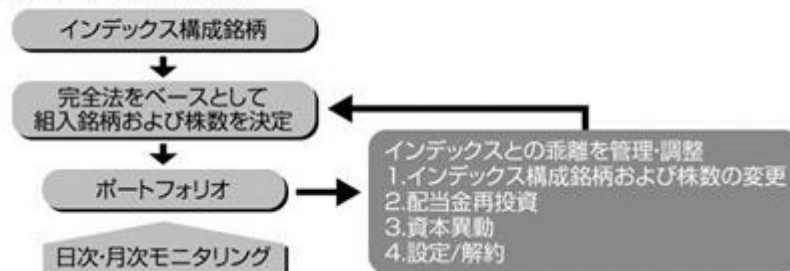 インデックス構成銘柄
完全法をベースとして
組入銘柄および株数を決定
ポートフォリオ
日次・月次モニタリング
インデックスとの乖離を管理・調整
1.インデックス構成銘柄および株数の変更
2.配当金再投資
3.資本異動
4.設定/解約